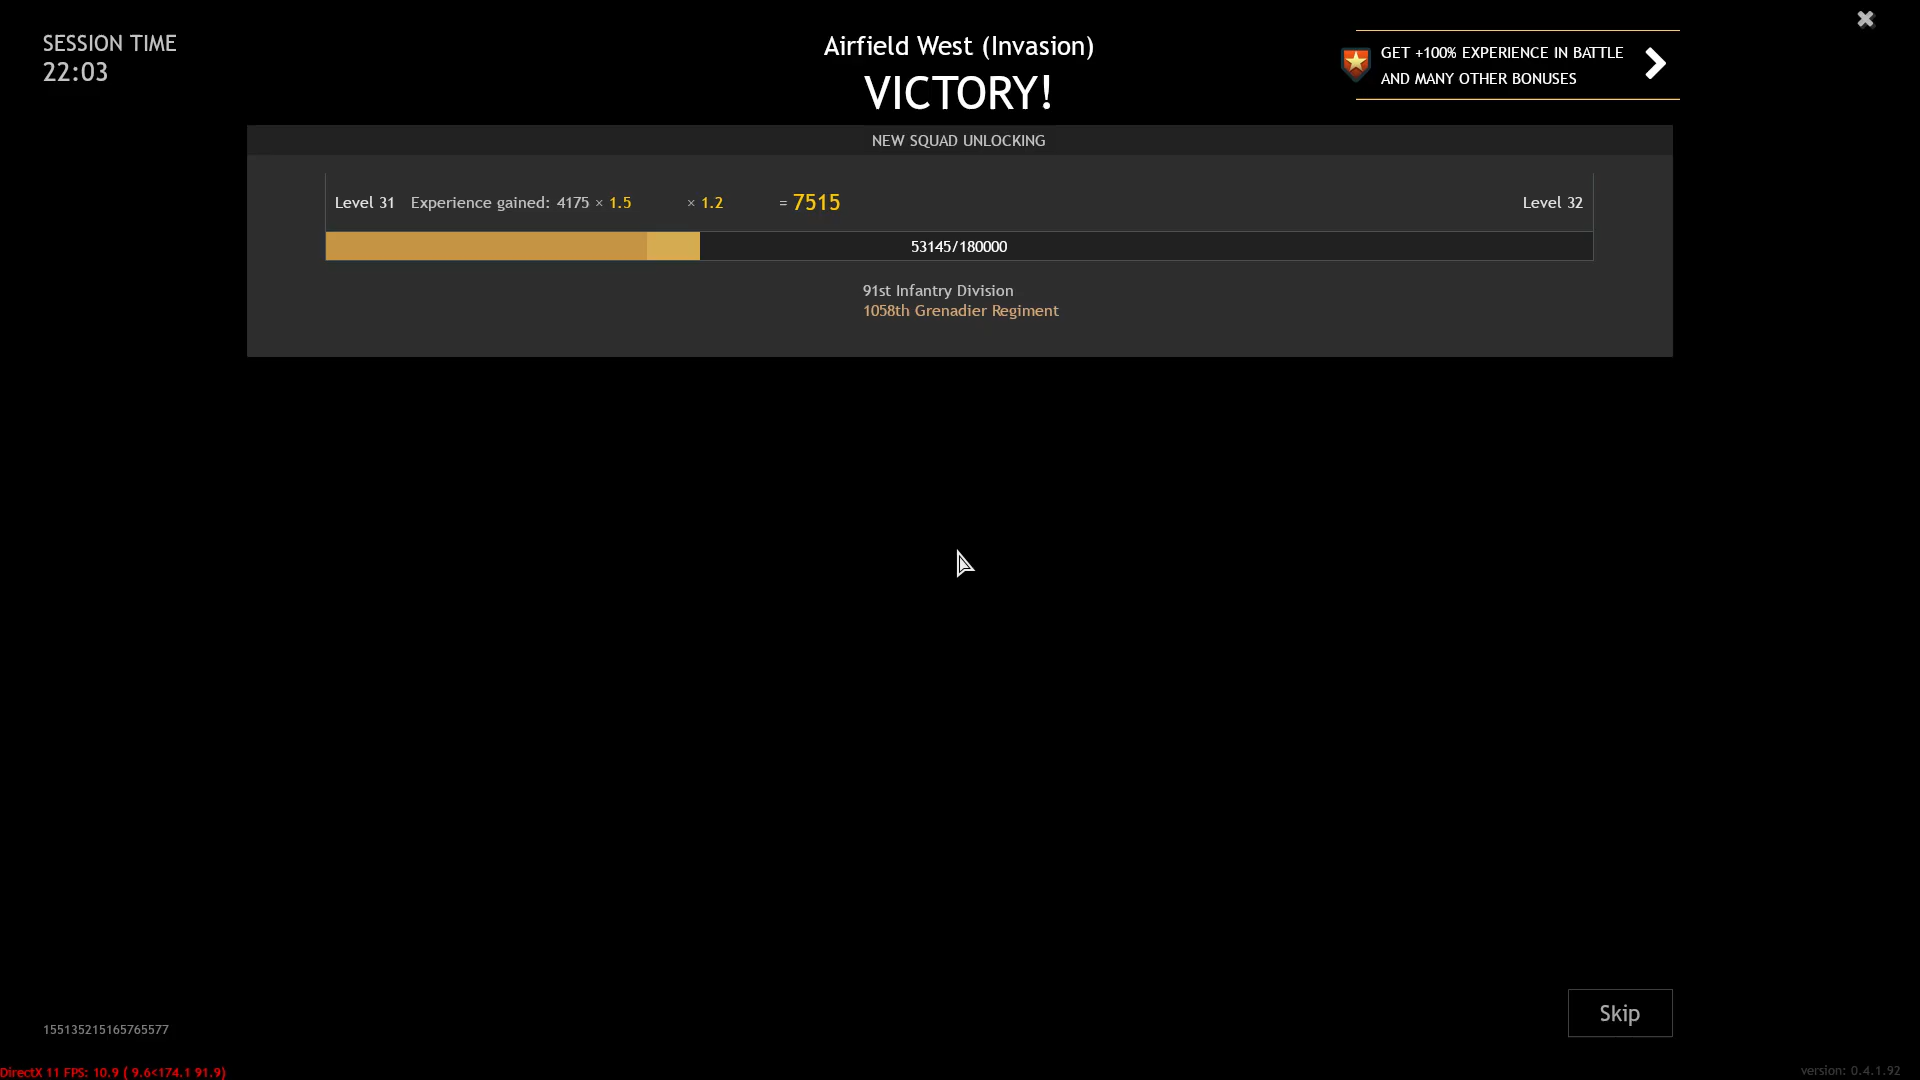 SESSION TIME
22:03
Airfield West (Invasion)
VICTORY!
GET +100% EXPERIENCE IN BATTLE
AND MANY OTHER BONUSES
NEW SQUAD UNLOCKING
Level 31 Experience gained: 4175 × 1.5 × 1.2 = 7515 Level 32
53145/180000
91st Infantry Division
1058th Grenadier Regiment
Skip
155135215165765577
DirectX 11 FPS: 10.9 ( 9.6<174.1 91.9)
version: 0.4.1.92